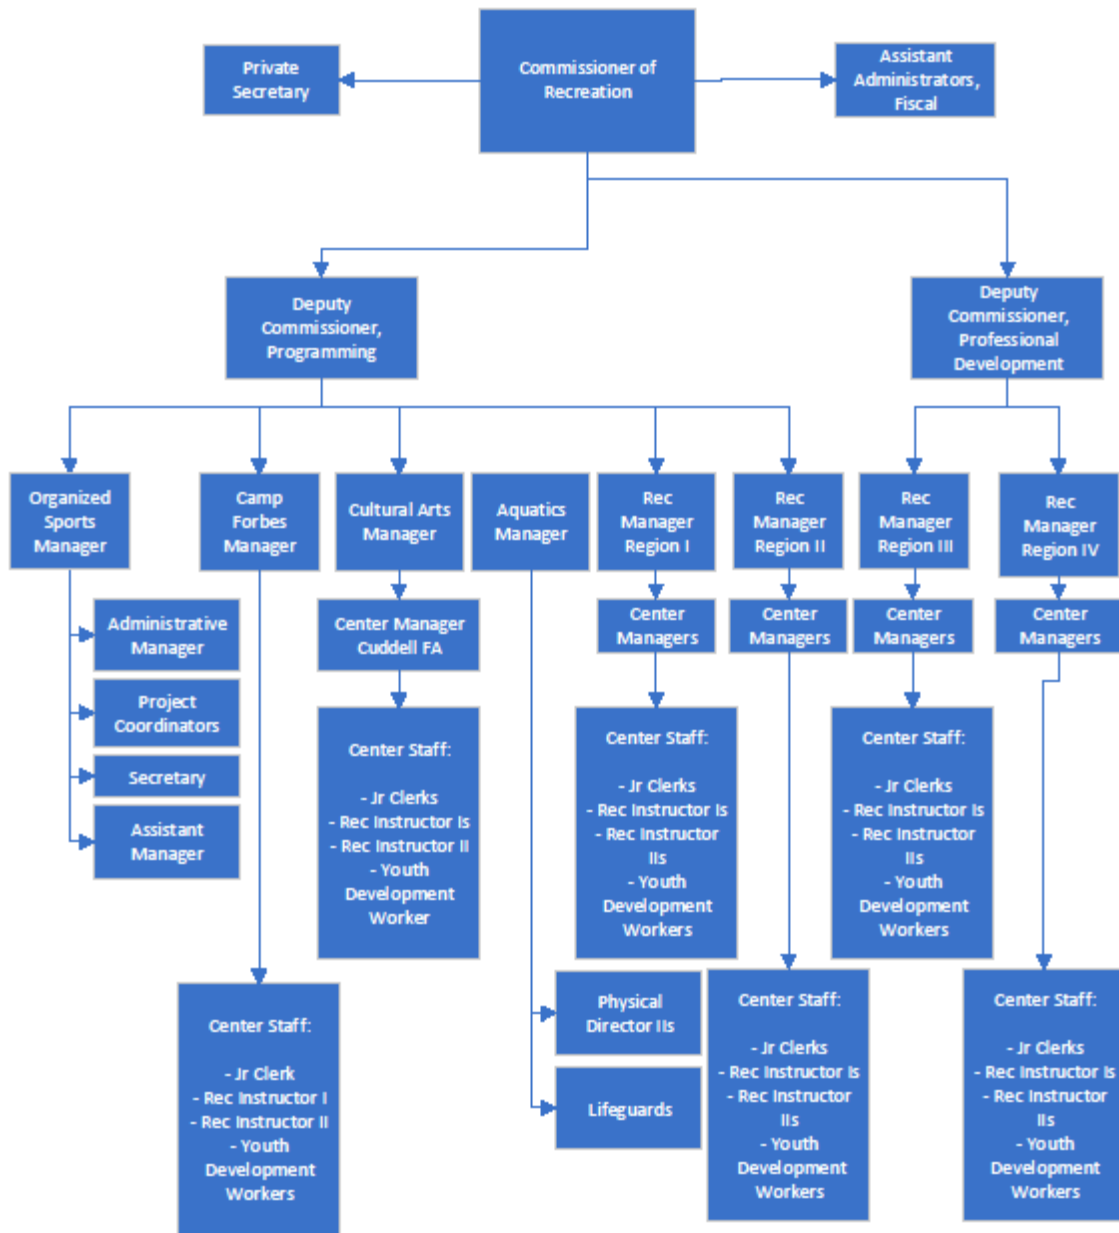 Private
Secretary
Commissioner of
Recreation
Assistant
Administrators,
Fiscal
Deputy
Commissioner,
Programming
Deputy
Commissioner,
Professional
Development
Organized
Sports
Manager
Camp
Forbes
Manager
Cultural Arts
Manager
Aquatics
Manager
Rec
Manager
Region I
Rec
Manager
Region II
Rec
Manager
Region III
Rec
Manager
Region IV
Administrative
Manager
Project
Coordinators
Secretary
Assistant
Manager
Center Manager
Cuddell FA
Center
Managers
Center
Managers
Center
Managers
Center
Managers
Center Staff:
- Jr Clerks
- Rec Instructor Is
- Rec Instructor II
- Youth
Development
Worker
Center Staff:
- Jr Clerks
- Rec Instructor Is
- Rec Instructor
IIs
- Youth
Development
Workers
Center Staff:
- Jr Clerks
- Rec Instructor Is
- Rec Instructor
IIs
- Youth
Development
Workers
Center Staff:
- Jr Clerk
- Rec Instructor I
- Rec Instructor II
- Youth
Development
Workers
Physical
Director IIs
Lifeguards
Center Staff:
- Jr Clerks
- Rec Instructor Is
- Rec Instructor
IIs
- Youth
Development
Workers
Center Staff:
- Jr Clerks
- Rec Instructor Is
- Rec Instructor
IIs
- Youth
Development
Workers